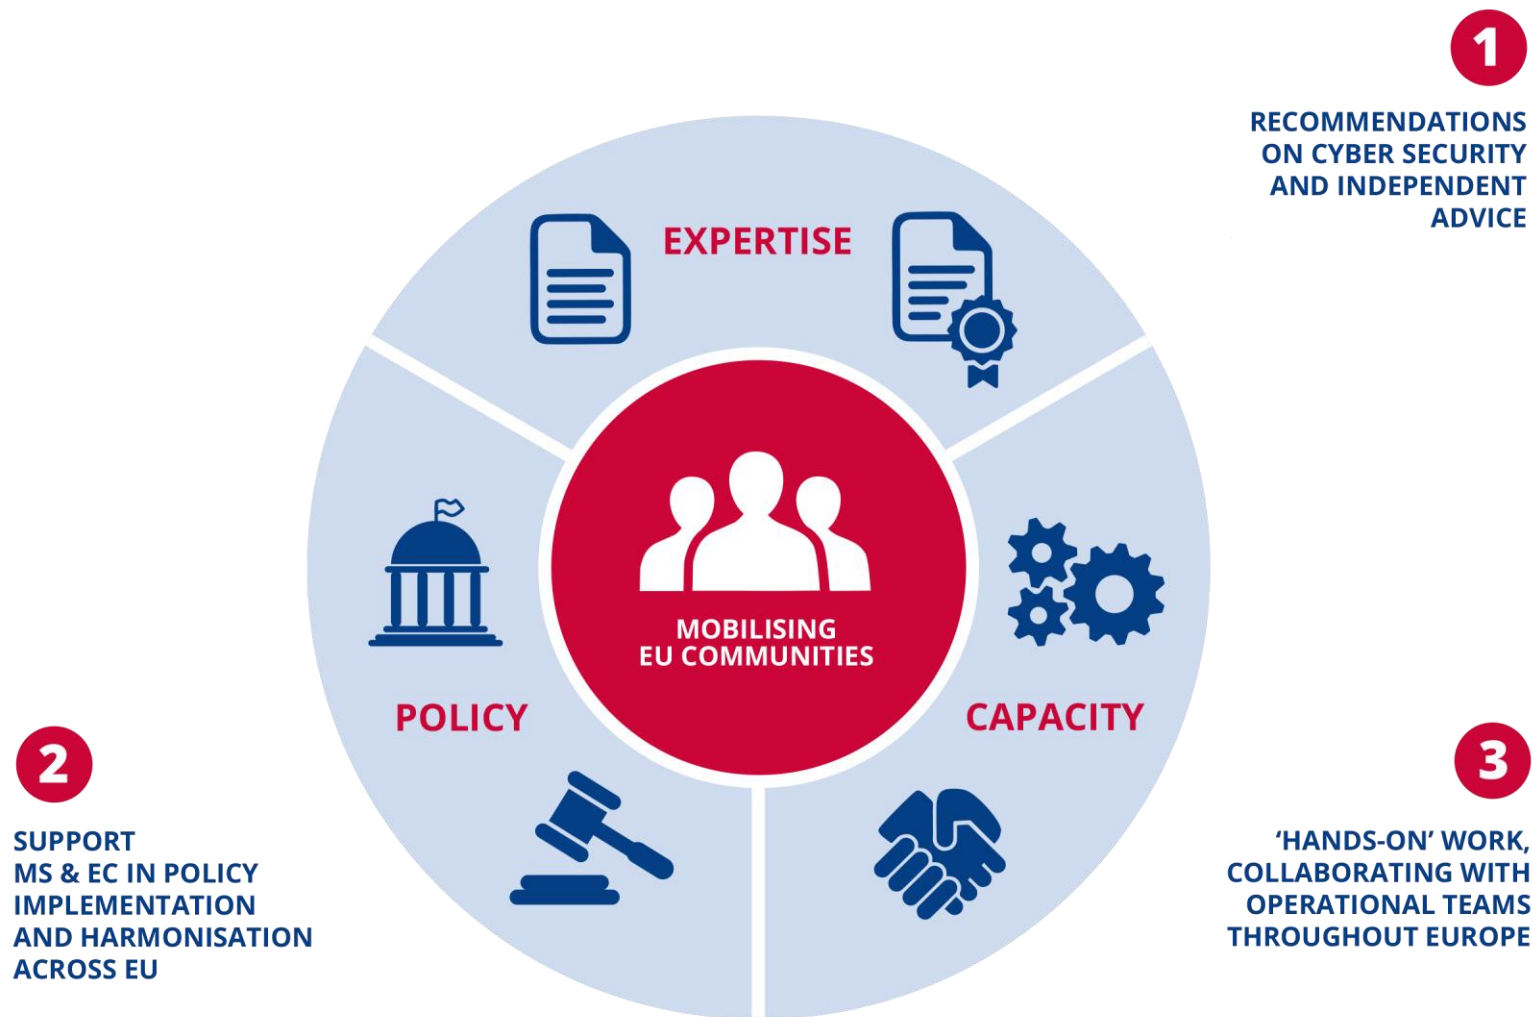 1
RECOMMENDATIONS
ON CYBER SECURITY
AND INDEPENDENT
ADVICE
EXPERTISE
MOBILISING
EU COMMUNITIES
POLICY
CAPACITY
2
SUPPORT
MS & EC IN POLICY
IMPLEMENTATION
AND HARMONISATION
ACROSS EU
3
‘HANDS-ON’ WORK,
COLLABORATING WITH
OPERATIONAL TEAMS
THROUGHOUT EUROPE